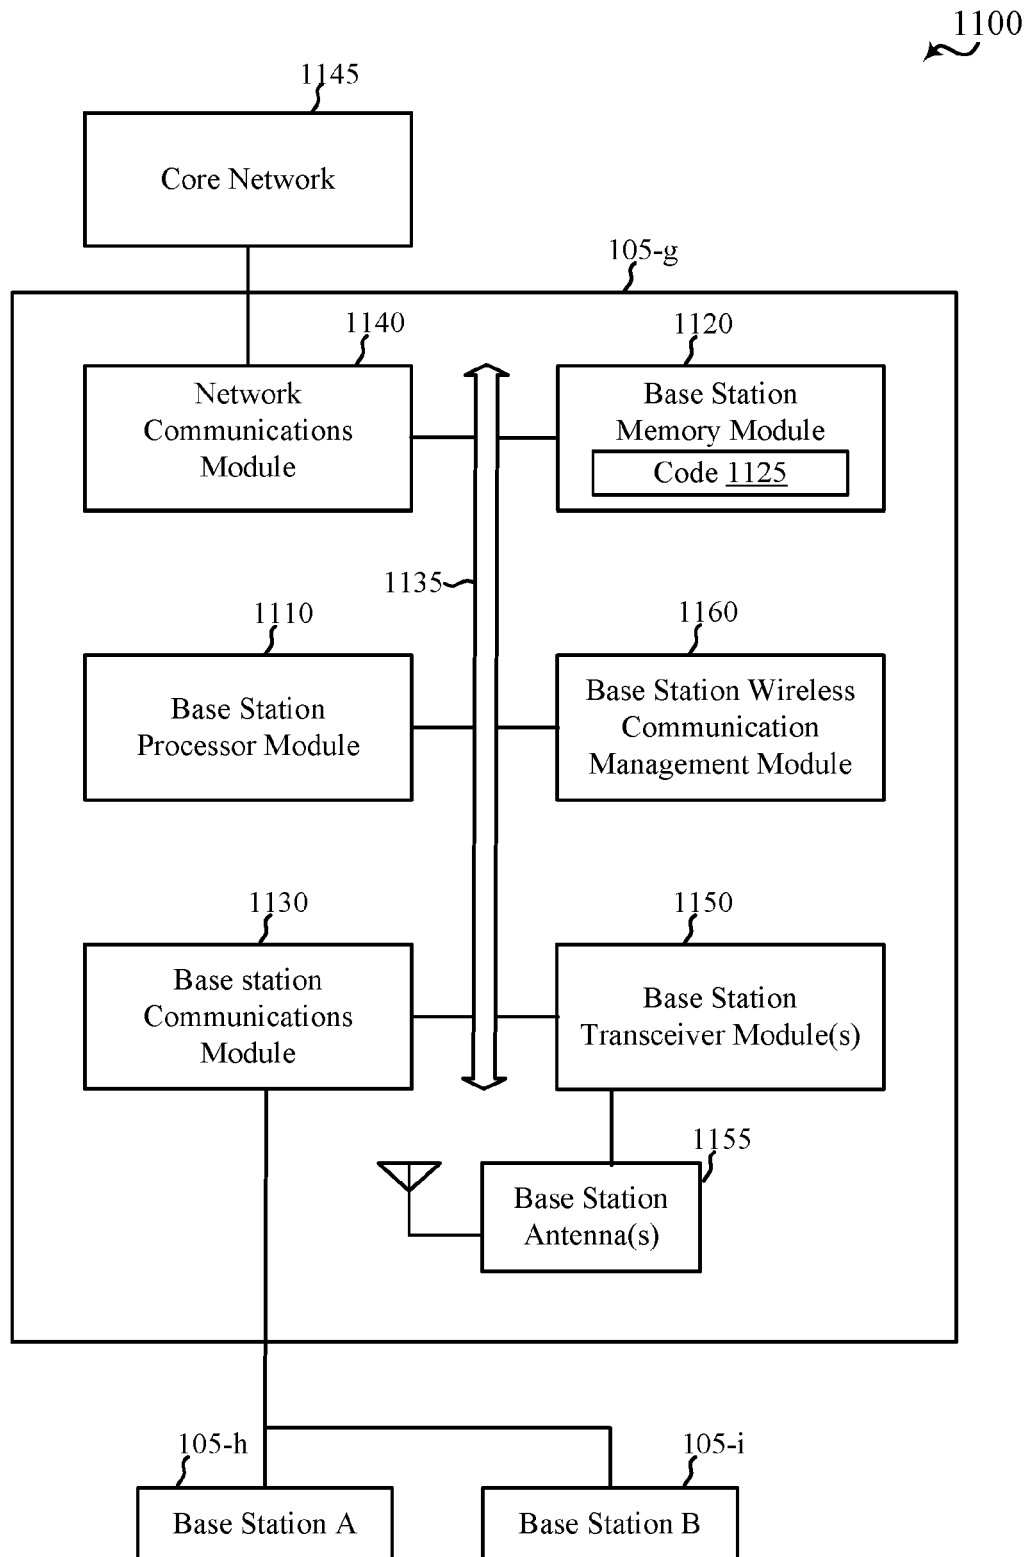 1100
1145
Core Network
105-g
1140
1120
Network
Communications
Module
Base Station
Memory Module
Code 1125
1135
1110
1160
Base Station
Processor Module
Base Station Wireless
Communication
Management Module
1130
1150
Base station
Communications
Module
Base Station
Transceiver Module(s)
1155
Base Station
Antenna(s)
105-h
105-i
Base Station A
Base Station B